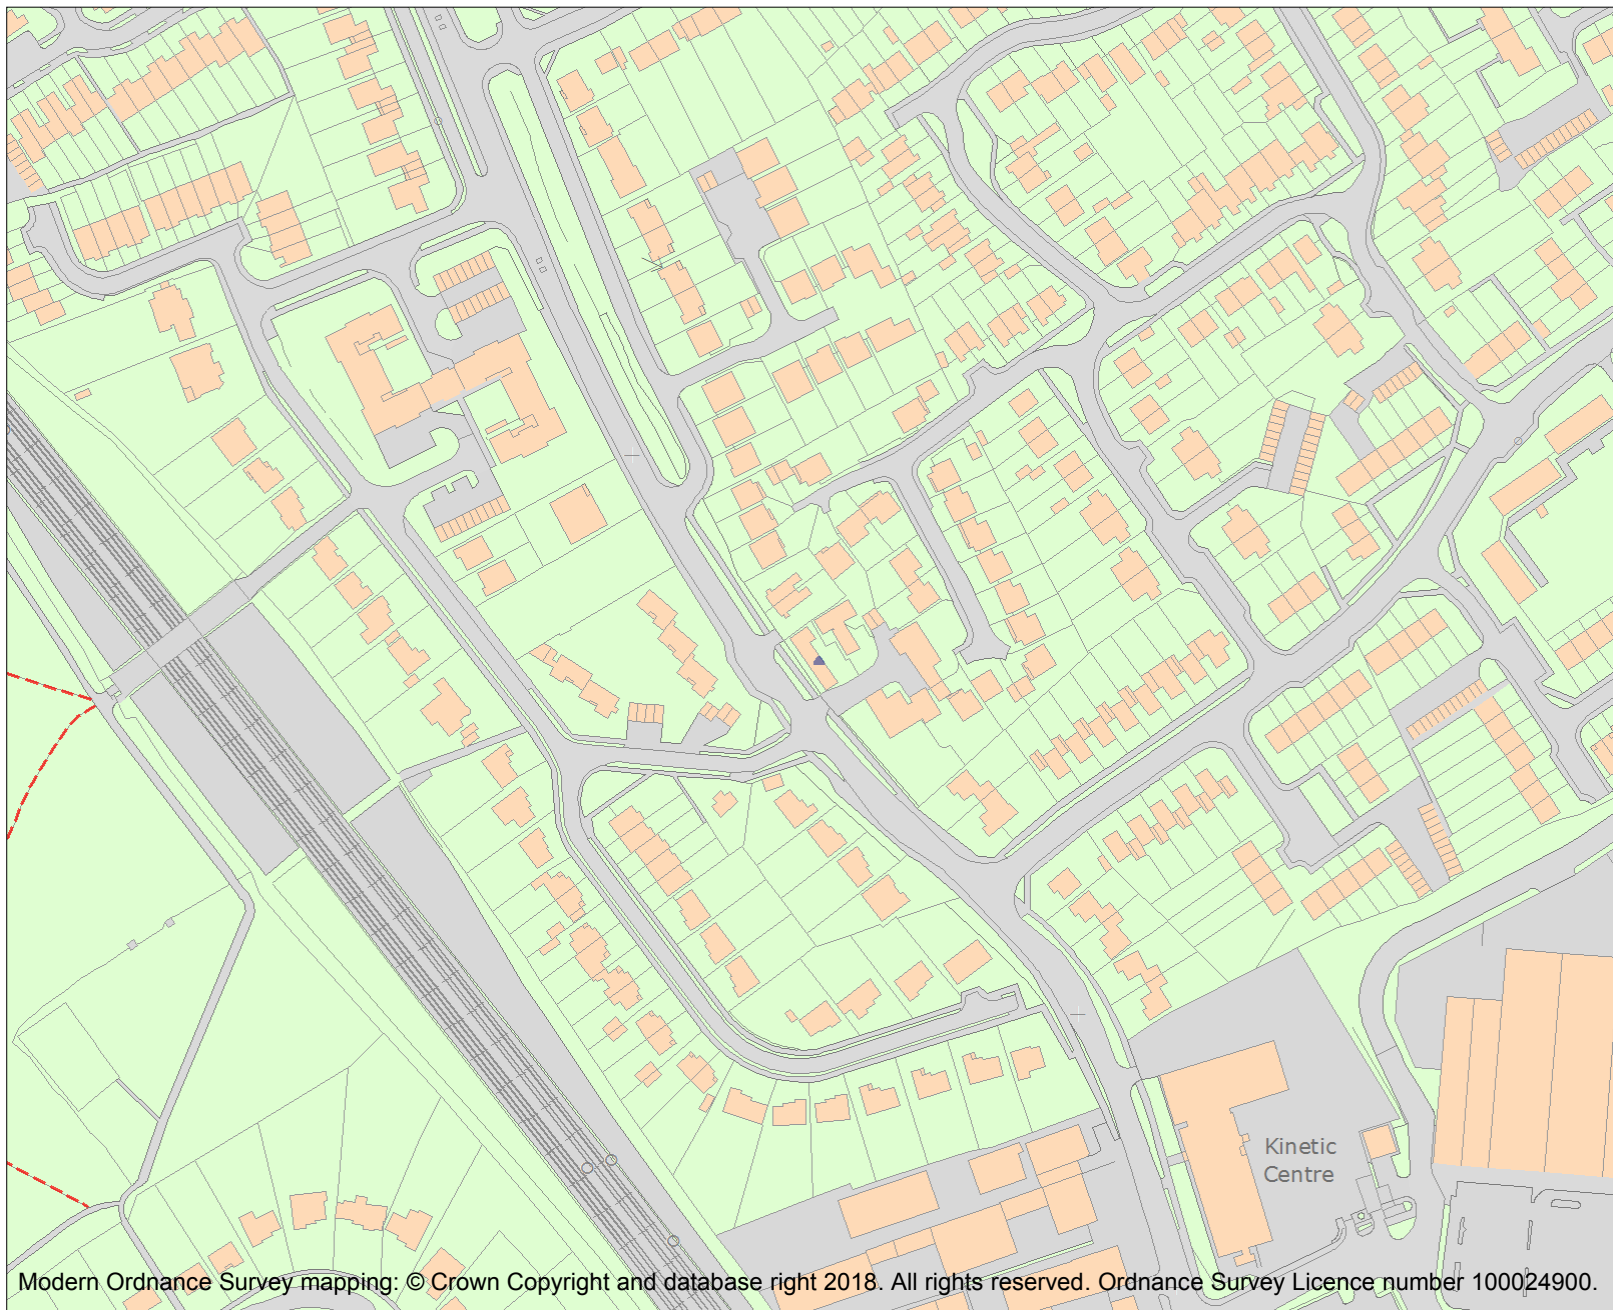 Kinetic
Centre
Modern Ordnance Survey mapping: © Crown Copyright and database right 2018. All rights reserved. Ordnance Survey Licence number 100024900.